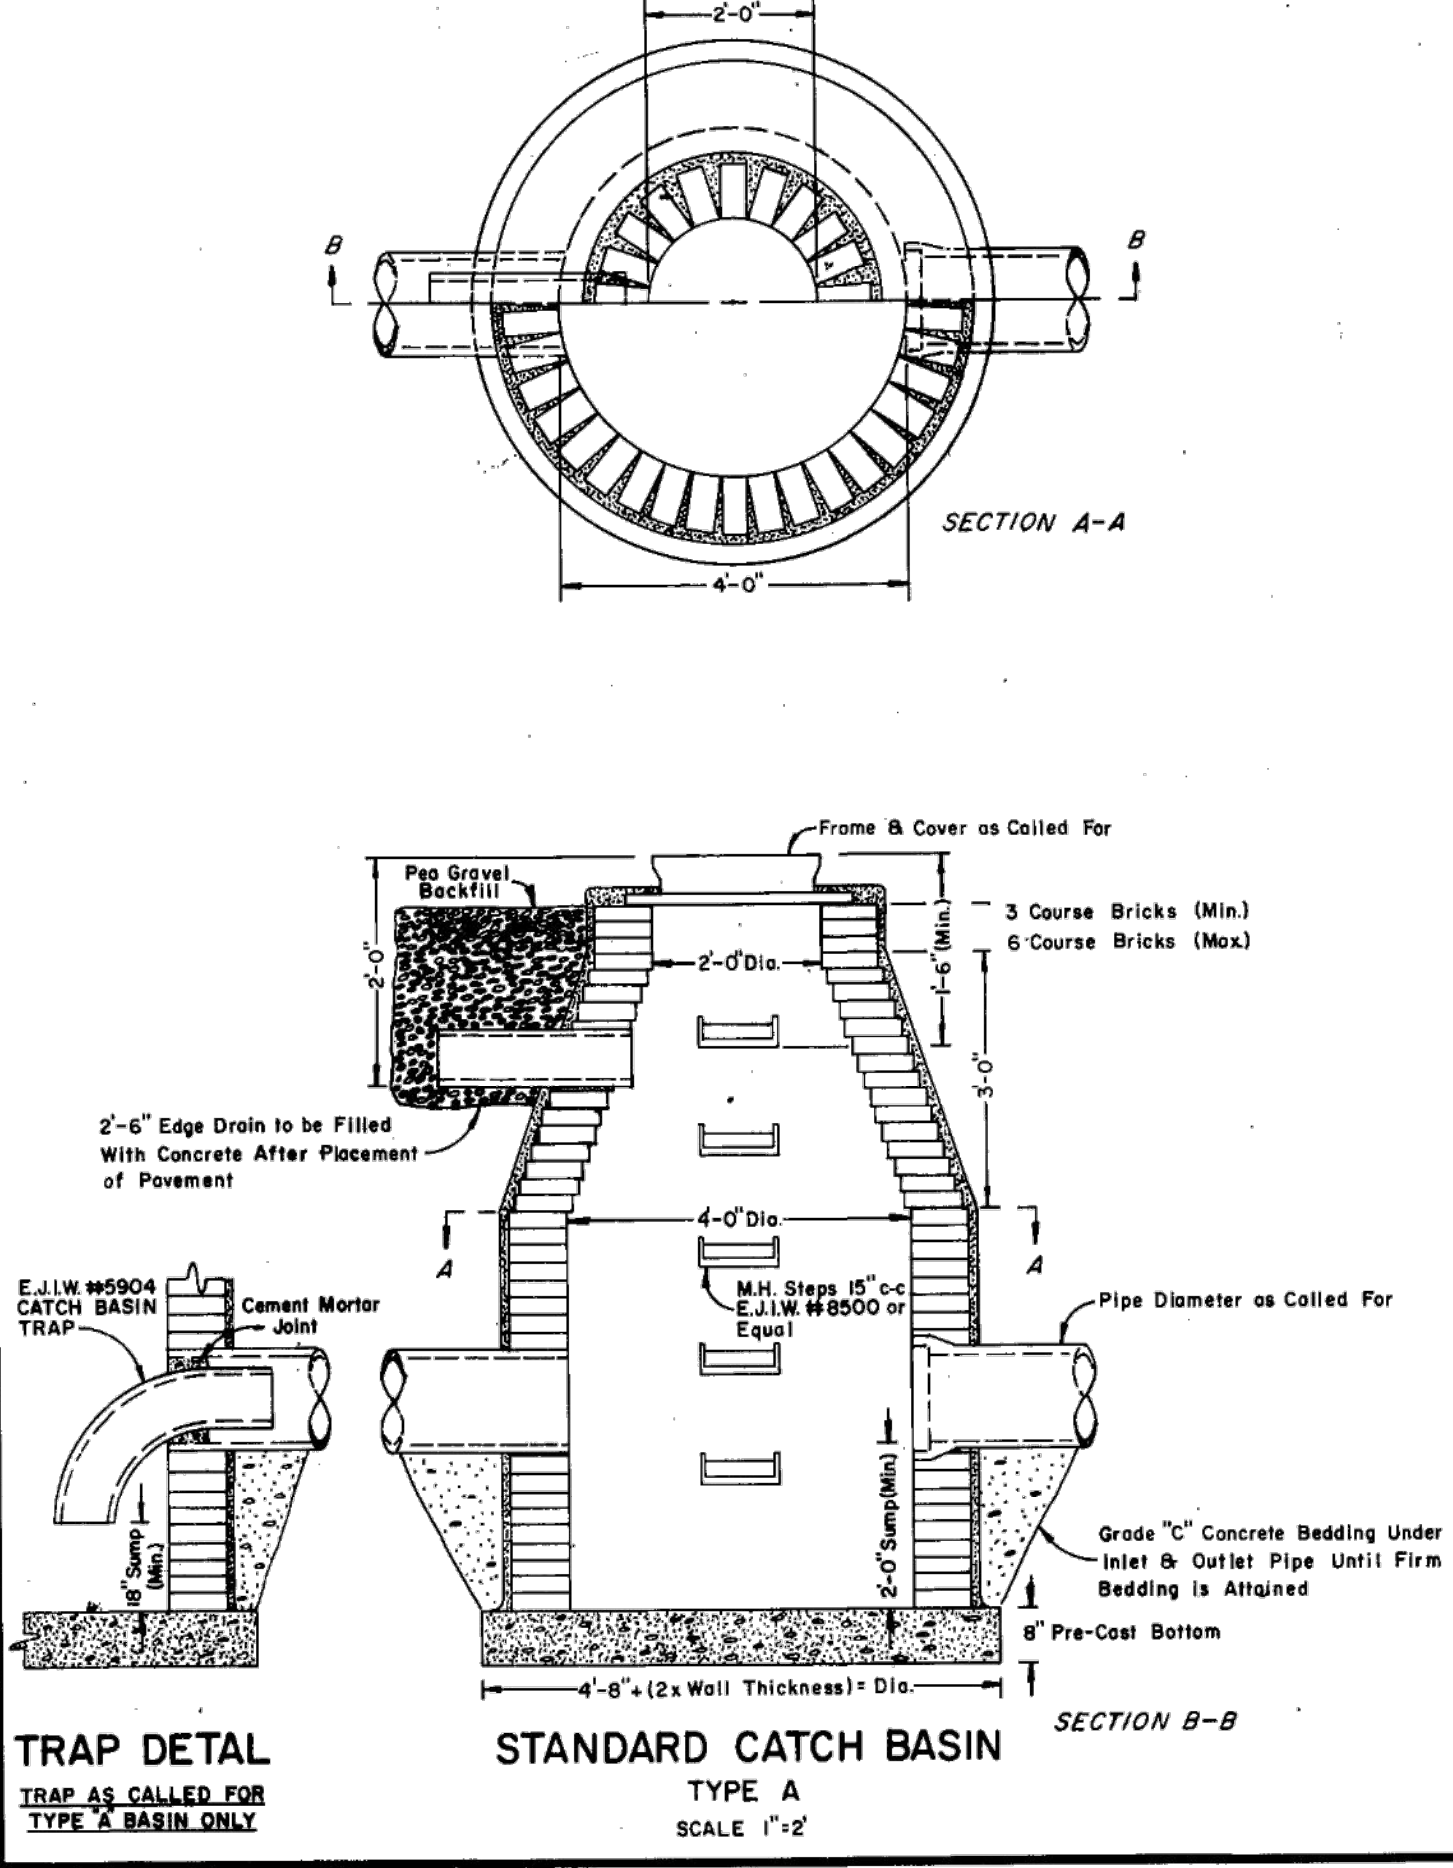 2'-0"
B
B
SECTION A-A
4'-0"
Frame & Cover as Called For
Pea Gravel
Backfill
3 Course Bricks (Min.)
6 Course Bricks (Max.)
2'-0"
2'-0" Dia.
1'-6" (Min.)
3'-0"
2'-6" Edge Drain to be Filled
With Concrete After Placement
of Pavement
4'-0" Dia.
A
A
E.J.I.W. #5904
CATCH BASIN
TRAP
Cement Mortar
Joint
M.H. Steps 15" c-c
E.J.I.W. #8500 or
Equal
Pipe Diameter as Called For
18" Sump
(Min.)
2'-0" Sump (Min.)
Grade "C" Concrete Bedding Under
Inlet & Outlet Pipe Until Firm
Bedding is Attained
8" Pre-Cast Bottom
4'-8" + (2x Wall Thickness) = Dia.
SECTION B-B
TRAP DETAL
TRAP AS CALLED FOR
TYPE "A" BASIN ONLY
STANDARD CATCH BASIN
TYPE A
SCALE 1"=2'